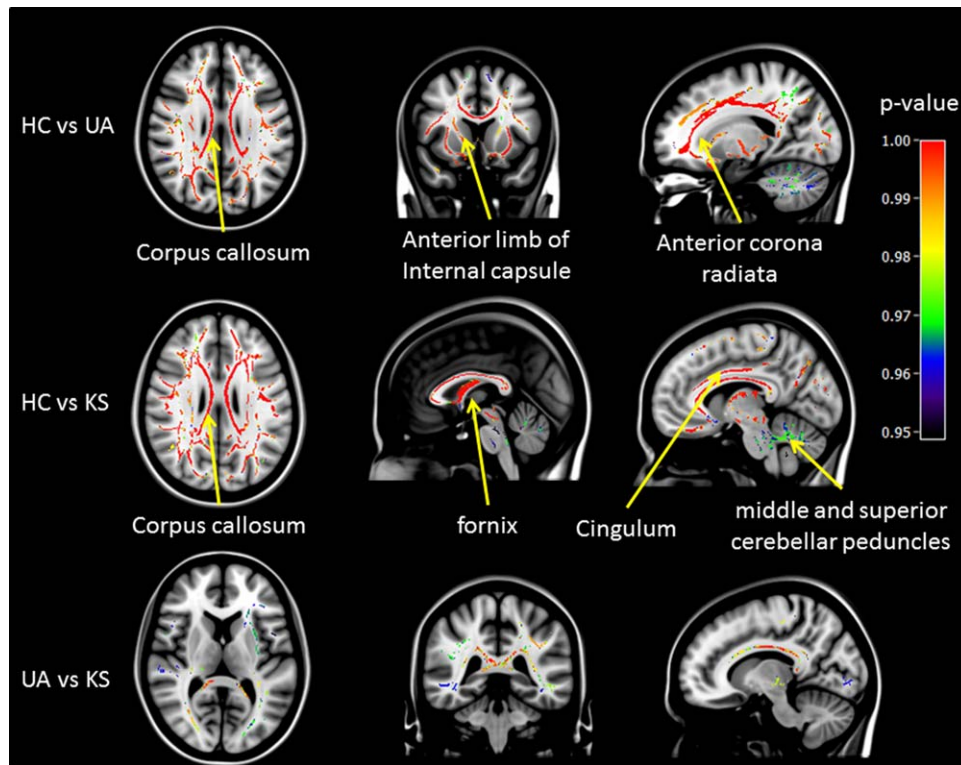 p-value
HC vs UA
1.00
0.99
0.98
0.97
0.96
0.95
Corpus callosum
Anterior limb of
Internal capsule
Anterior corona
radiata
HC vs KS
Corpus callosum
fornix
Cingulum
middle and superior
cerebellar peduncles
UA vs KS